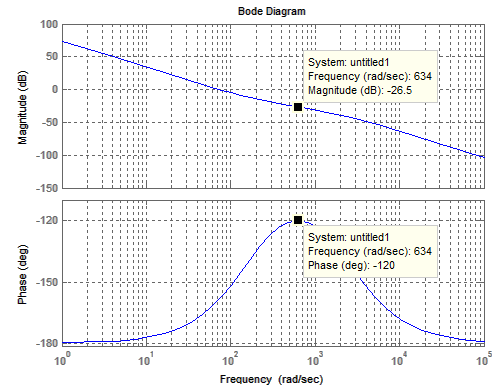 Bode Diagram
Magnitude (dB)
100
50
0
-50
-100
-150
System: untitled1
Frequency (rad/sec): 634
Magnitude (dB): -26.5
Phase (deg)
-120
-150
-180
System: untitled1
Frequency (rad/sec): 634
Phase (deg): -120
10^0 10^1 10^2 10^3 10^4 10^5
Frequency (rad/sec)